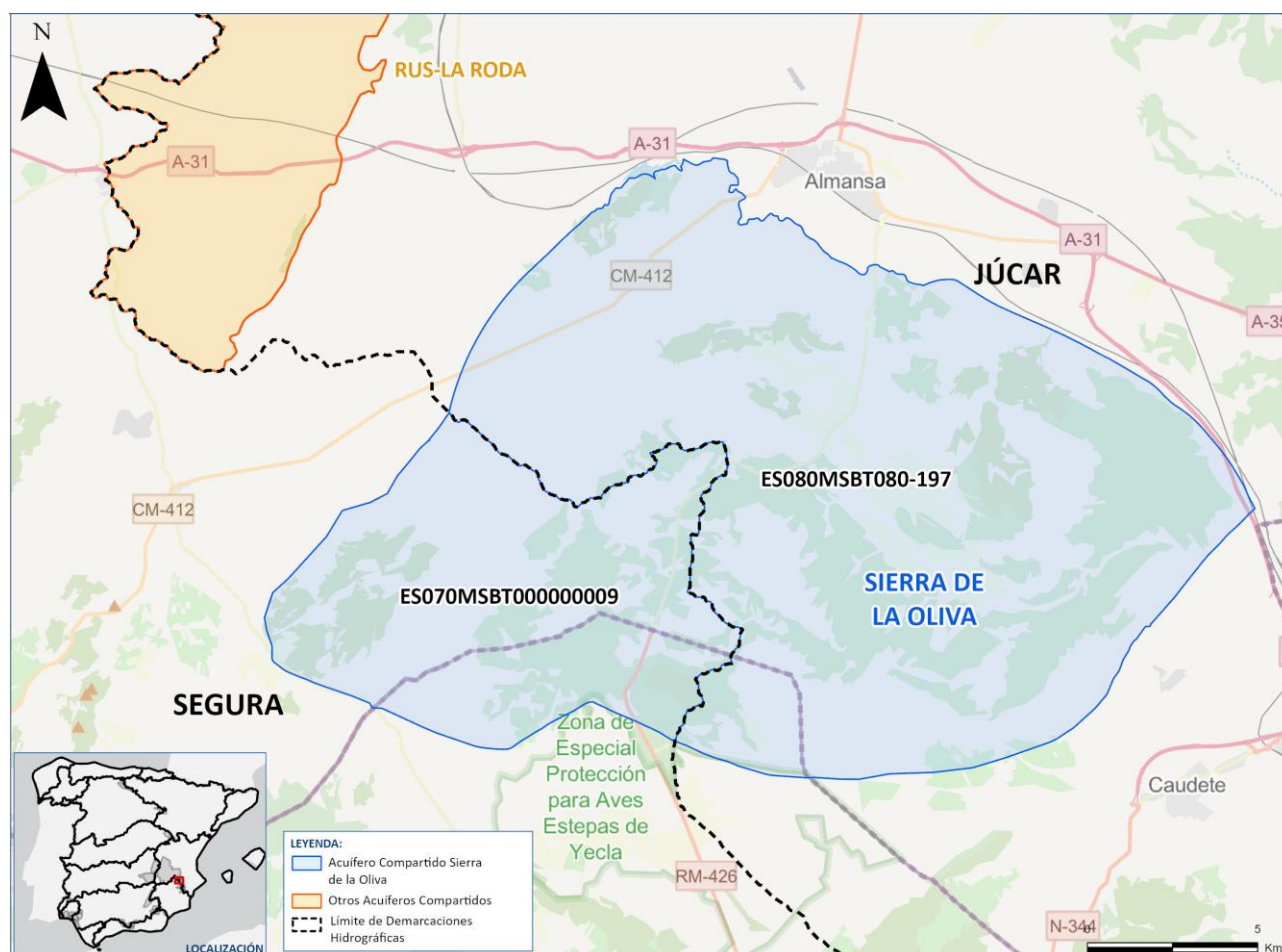 N
RUS-LA RODA
A-31
A-31
Almansa
A-31
JÚCAR
CM-412
A-35
ES080MSBT080-197
CM-412
SIERRA DE
LA OLIVA
ES070MSBT000000009
SEGURA
Zona de
Especial
Protección
para Aves
Estepas de
Yecla
Caudete
RM-426
N-344
LEYENDA:
Acuífero Compartido Sierra
de la Oliva
Otros Acuíferos Compartidos
Límite de Demarcaciones
Hidrográficas
LOCALIZACIÓN
0 5
Km